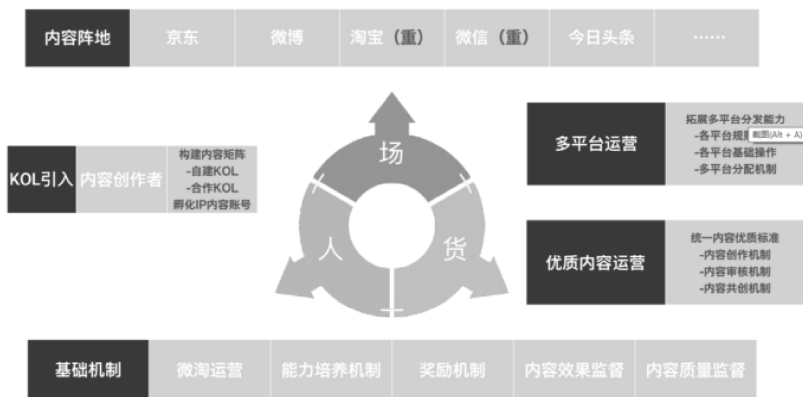 内容阵地 京东 微博 淘宝（重） 微信（重） 今日头条 ……
KOL引入 内容创作者
构建内容矩阵
-自建KOL
-合作KOL
孵化IP内容账号
场
人
货
多平台运营
拓展多平台分发能力
-各平台规
截图(Alt + A)
-各平台基础操作
-多平台分配机制
优质内容运营
统一内容优质标准
-内容创作机制
-内容审核机制
-内容共创机制
基础机制 微淘运营 能力培养机制 奖励机制 内容效果监督 内容质量监督